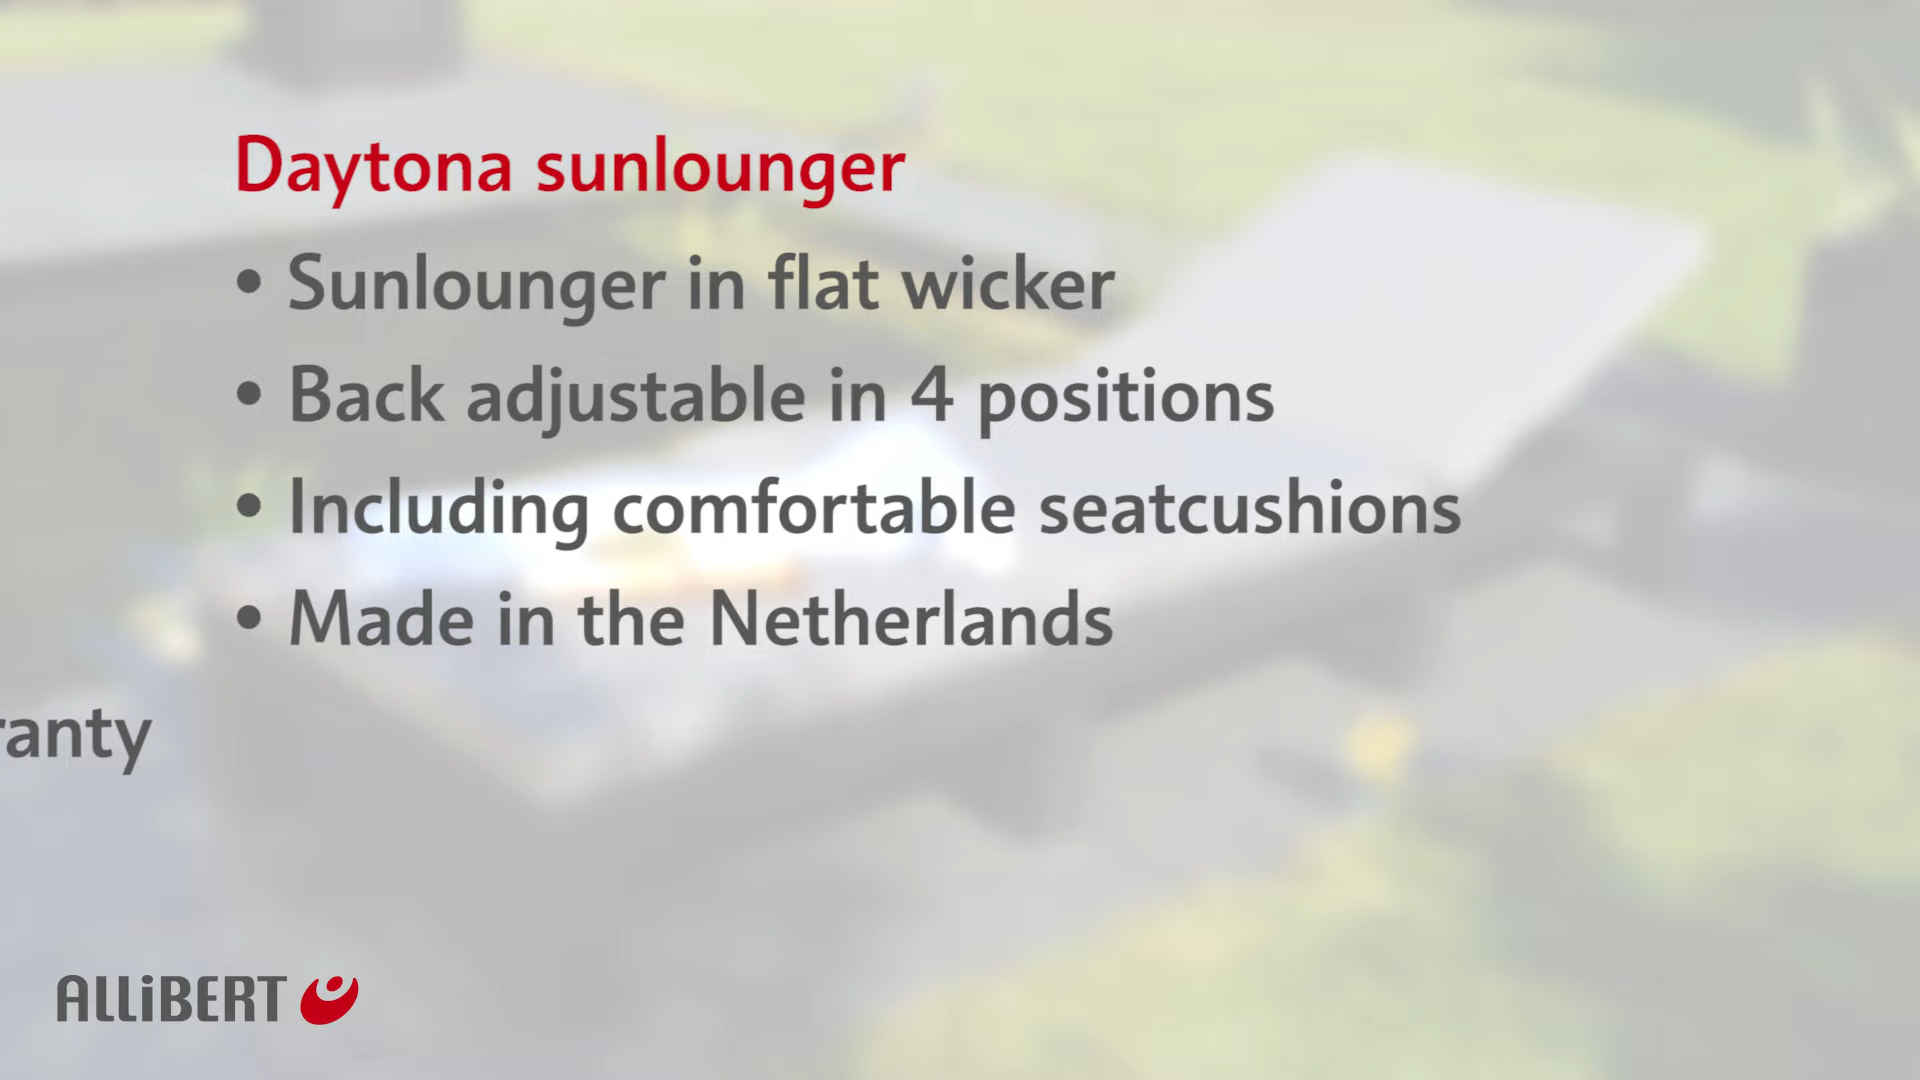 Daytona sunlounger
• Sunlounger in flat wicker
• Back adjustable in 4 positions
• Including comfortable seatcushions
• Made in the Netherlands
ALLiBERT